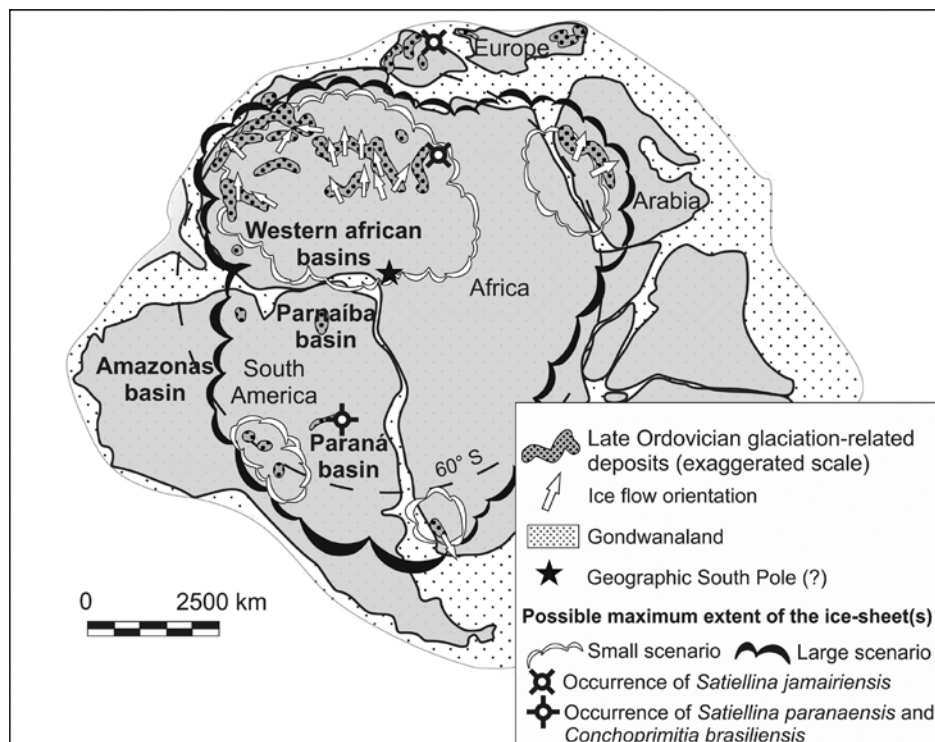 Europe
Arabia
Western african
basins
Africa
Parnaíba
basin
Amazonas
basin
South
America
Paraná
basin
60° S
0 2500 km
Late Ordovician glaciation-related
deposits (exaggerated scale)
Ice flow orientation
Gondwanaland
Geographic South Pole (?)
Possible maximum extent of the ice-sheet(s)
Small scenario Large scenario
Occurrence of Satiellina jamairiensis
Occurrence of Satiellina paranaensis and
Conchoprimitia brasiliensis